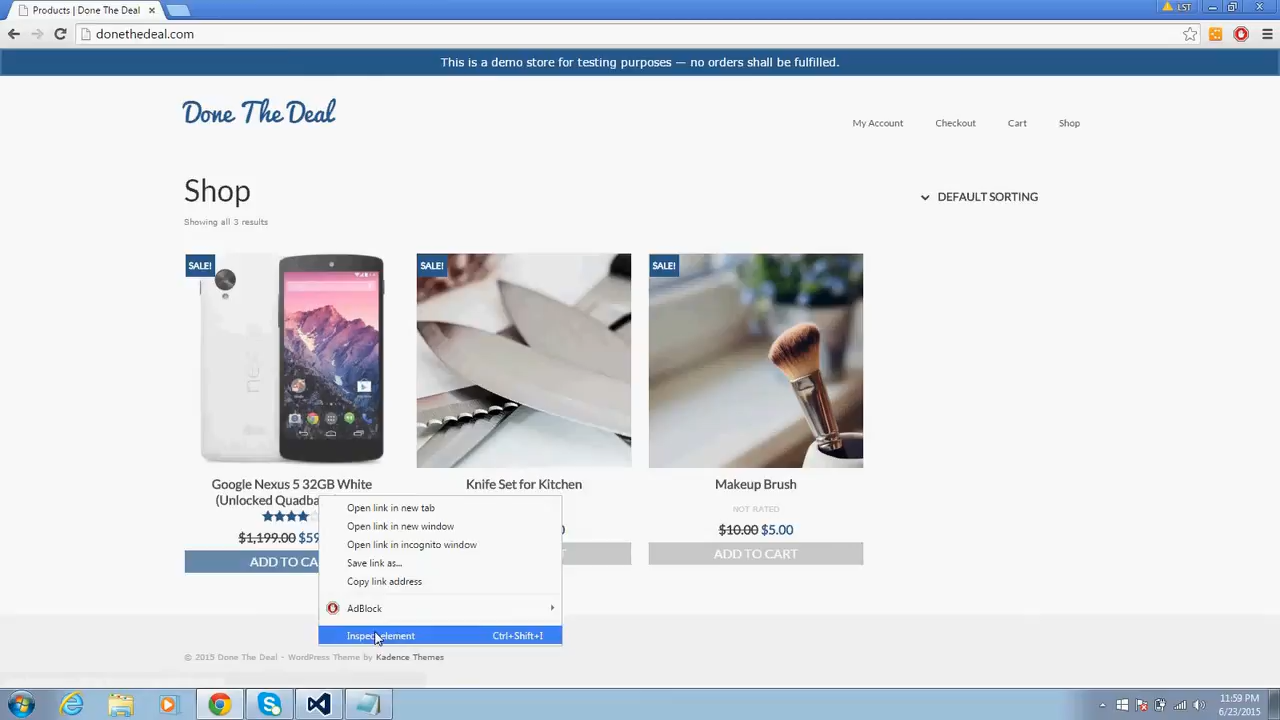 Products | Done The Deal
LST
donethedeal.com
This is a demo store for testing purposes — no orders shall be fulfilled.
Done The Deal
My Account
Checkout
Cart
Shop
Shop
DEFAULT SORTING
Showing all 3 results
SALE!
SALE!
SALE!
Google Nexus 5 32GB White
(Unlocked
Knife Set for Kitchen
Makeup Brush
NOT RATED
$1,199.00
$10.00 $5.00
ADD TO
ADD TO CART
Open link in new tab
Open link in new window
Open link in incognito window
Save link as...
Copy link address
AdBlock
Inspect element Ctrl+Shift+I
© 2015 Done The Deal - WordPress Theme by Kadence Themes
11:59 PM
6/23/2015